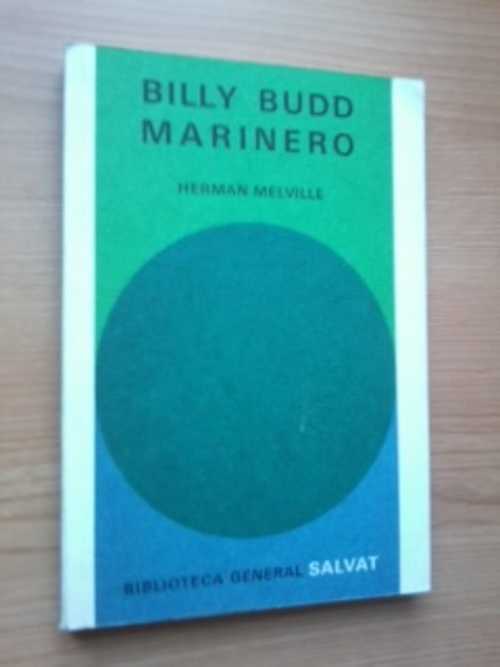 BILLY BUDD
MARINERO
HERMAN MELVILLE
BIBLIOTECA GENERAL SALVAT